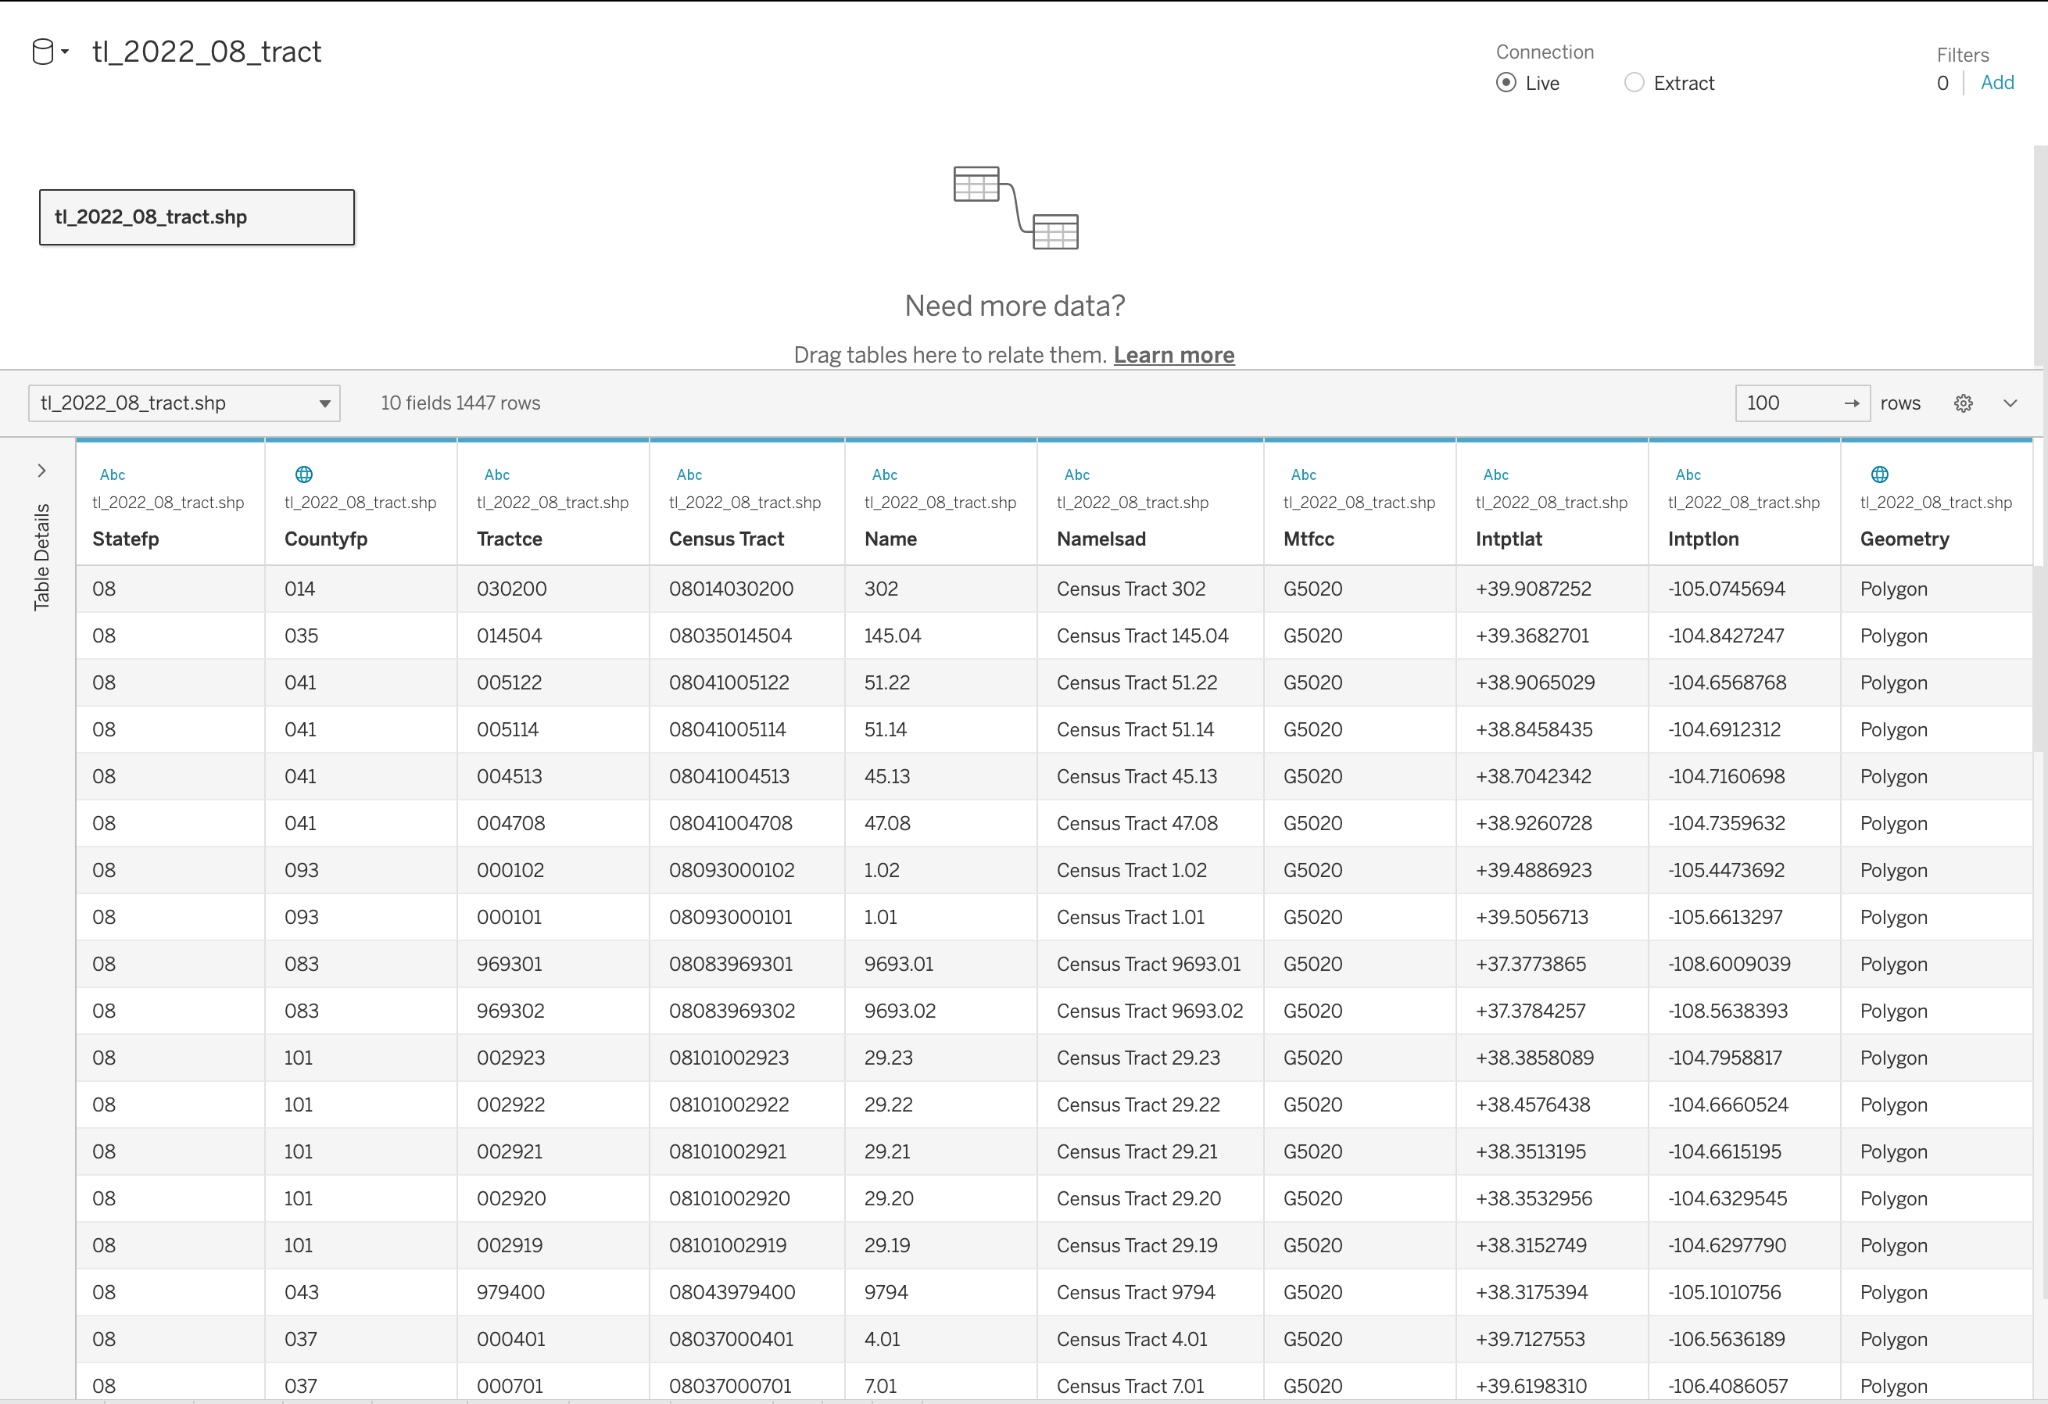 tl_2022_08_tract
Connection
Live Extract
Filters
0 Add
tl_2022_08_tract.shp
Need more data?
Drag tables here to relate them. Learn more
tl_2022_08_tract.shp 10 fields 1447 rows 100 → rows
Table Details
Abc Abc Abc Abc Abc Abc Abc Abc
tl_2022_08_tract.shp tl_2022_08_tract.shp tl_2022_08_tract.shp tl_2022_08_tract.shp tl_2022_08_tract.shp tl_2022_08_tract.shp tl_2022_08_tract.shp tl_2022_08_tract.shp tl_2022_08_tract.shp tl_2022_08_tract.shp
Statefp Countyfp Tractce Census Tract Name Namelsad Mtfcc Intptlat Intptlon Geometry
08 014 030200 08014030200 302 Census Tract 302 G5020 +39.9087252 -105.0745694 Polygon
08 035 014504 08035014504 145.04 Census Tract 145.04 G5020 +39.3682701 -104.8427247 Polygon
08 041 005122 08041005122 51.22 Census Tract 51.22 G5020 +38.9065029 -104.6568768 Polygon
08 041 005114 08041005114 51.14 Census Tract 51.14 G5020 +38.8458435 -104.6912312 Polygon
08 041 004513 08041004513 45.13 Census Tract 45.13 G5020 +38.7042342 -104.7160698 Polygon
08 041 004708 08041004708 47.08 Census Tract 47.08 G5020 +38.9260728 -104.7359632 Polygon
08 093 000102 08093000102 1.02 Census Tract 1.02 G5020 +39.4886923 -105.4473692 Polygon
08 093 000101 08093000101 1.01 Census Tract 1.01 G5020 +39.5056713 -105.6613297 Polygon
08 083 969301 08083969301 9693.01 Census Tract 9693.01 G5020 +37.3773865 -108.6009039 Polygon
08 083 969302 08083969302 9693.02 Census Tract 9693.02 G5020 +37.3784257 -108.5638393 Polygon
08 101 002923 08101002923 29.23 Census Tract 29.23 G5020 +38.3858089 -104.7958817 Polygon
08 101 002922 08101002922 29.22 Census Tract 29.22 G5020 +38.4576438 -104.6660524 Polygon
08 101 002921 08101002921 29.21 Census Tract 29.21 G5020 +38.3513195 -104.6615195 Polygon
08 101 002920 08101002920 29.20 Census Tract 29.20 G5020 +38.3532956 -104.6329545 Polygon
08 101 002919 08101002919 29.19 Census Tract 29.19 G5020 +38.3152749 -104.6297790 Polygon
08 043 979400 08043979400 9794 Census Tract 9794 G5020 +38.3175394 -105.1010756 Polygon
08 037 000401 08037000401 4.01 Census Tract 4.01 G5020 +39.7127553 -106.5636189 Polygon
08 037 000701 08037000701 7.01 Census Tract 7.01 G5020 +39.6198310 -106.4086057 Polygon